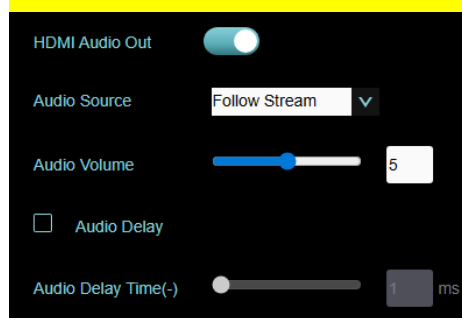 HDMI Audio Out
Audio Source Follow Stream
Audio Volume 5
Audio Delay
Audio Delay Time(-) 1 ms